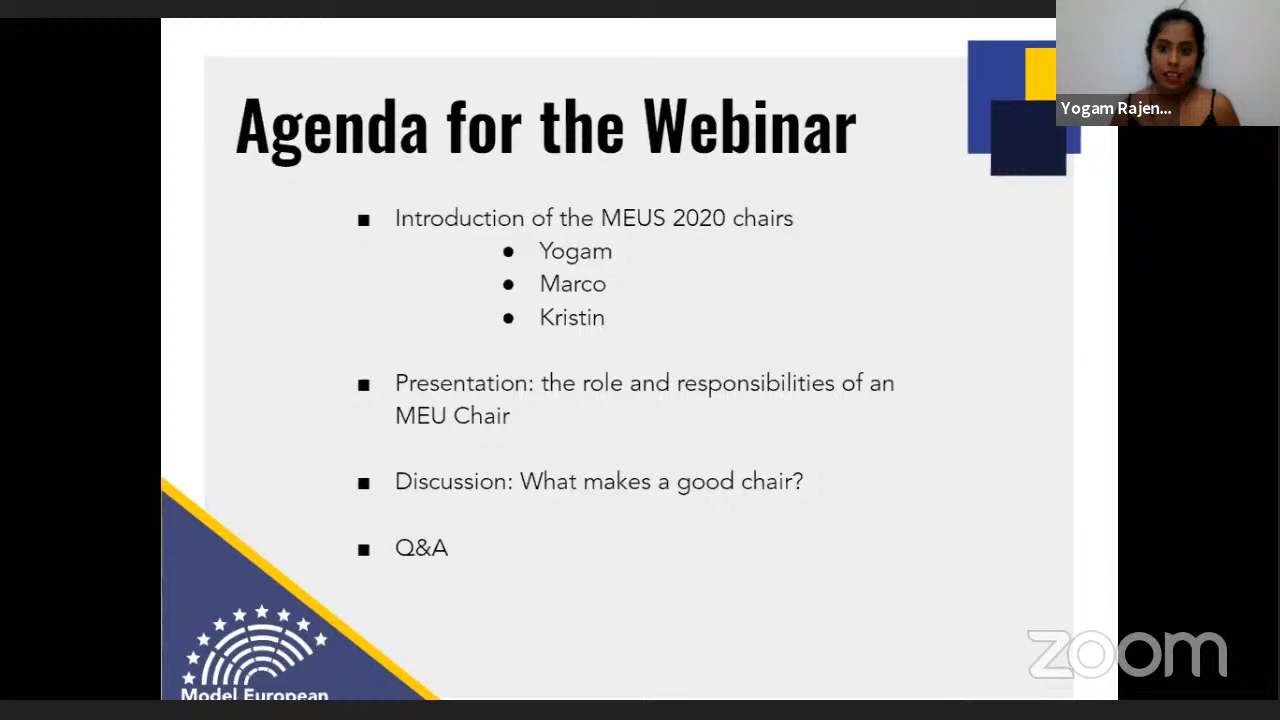 Agenda for the Webinar
Yogam Rajen...
■ Introduction of the MEUS 2020 chairs
● Yogam
● Marco
● Kristin
■ Presentation: the role and responsibilities of an
MEU Chair
■ Discussion: What makes a good chair?
■ Q&A
zoom
Model European